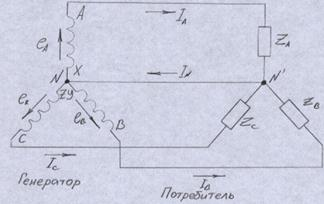 A
I_A
Z_A
e_A
N X I_N N'
ZY
e_C e_B Z_C Z_B
C B
I_C I_B
Генератор Потребитель